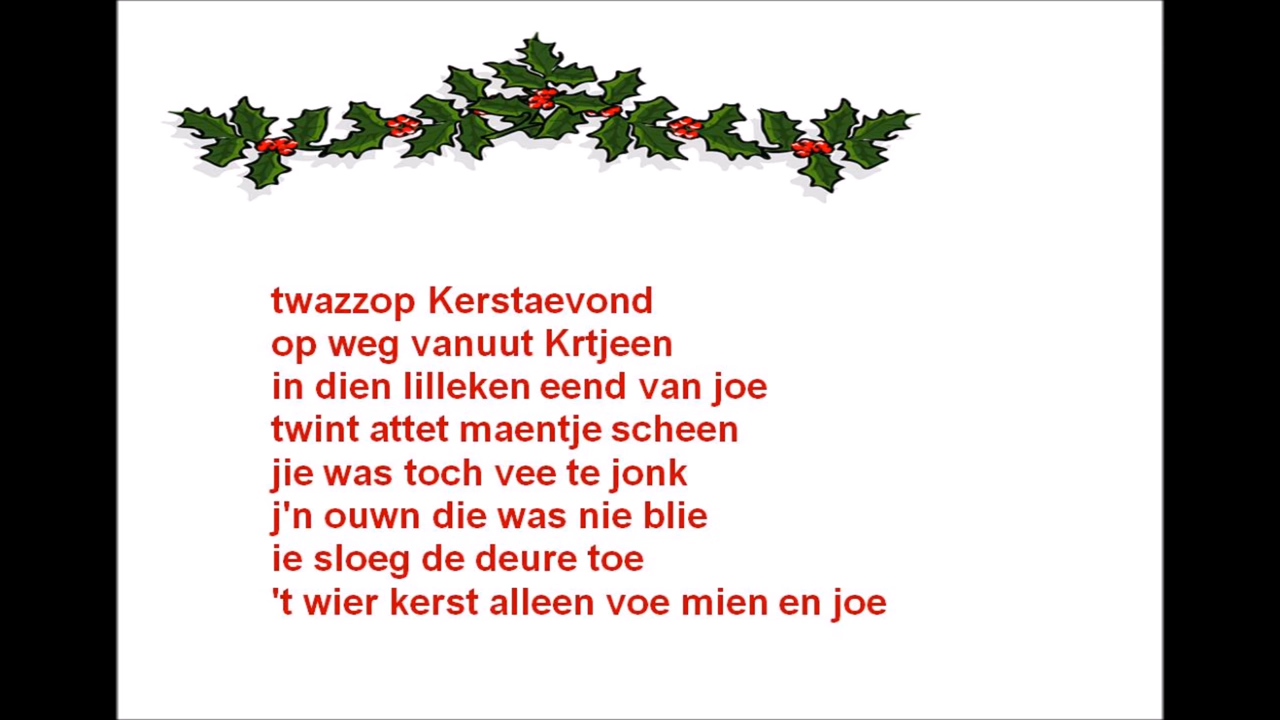 twazzop Kerstaevond
op weg vanuut Krtjeen
in dien lilleken eend van joe
twint attet maentje scheen
jie was toch vee te jonk
j'n ouwn die was nie blie
ie sloeg de deure toe
't wier kerst alleen voe mien en joe